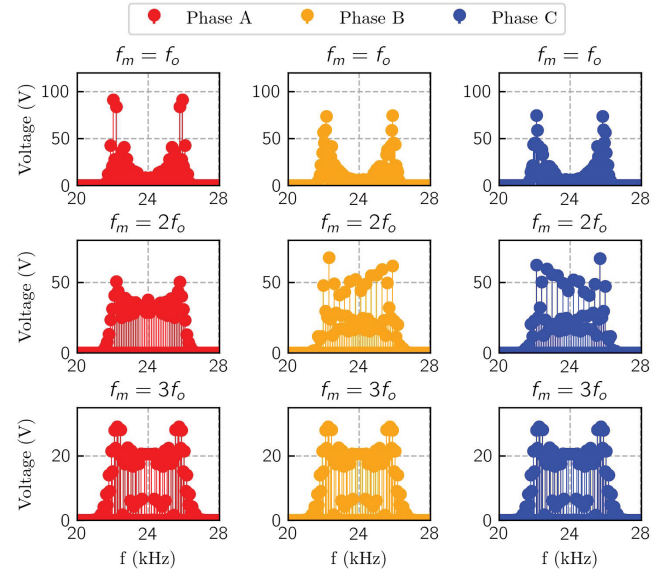 Phase A Phase B Phase C
f_m = f_o f_m = f_o f_m = f_o
Voltage (V)
100 100 100
50 50 50
0 0 0
20 24 28 20 24 28 20 24 28
f_m = 2f_o f_m = 2f_o f_m = 2f_o
Voltage (V)
50 50 50
0 0 0
20 24 28 20 24 28 20 24 28
f_m = 3f_o f_m = 3f_o f_m = 3f_o
Voltage (V)
20 20 20
0 0 0
20 24 28 20 24 28 20 24 28
f (kHz) f (kHz) f (kHz)